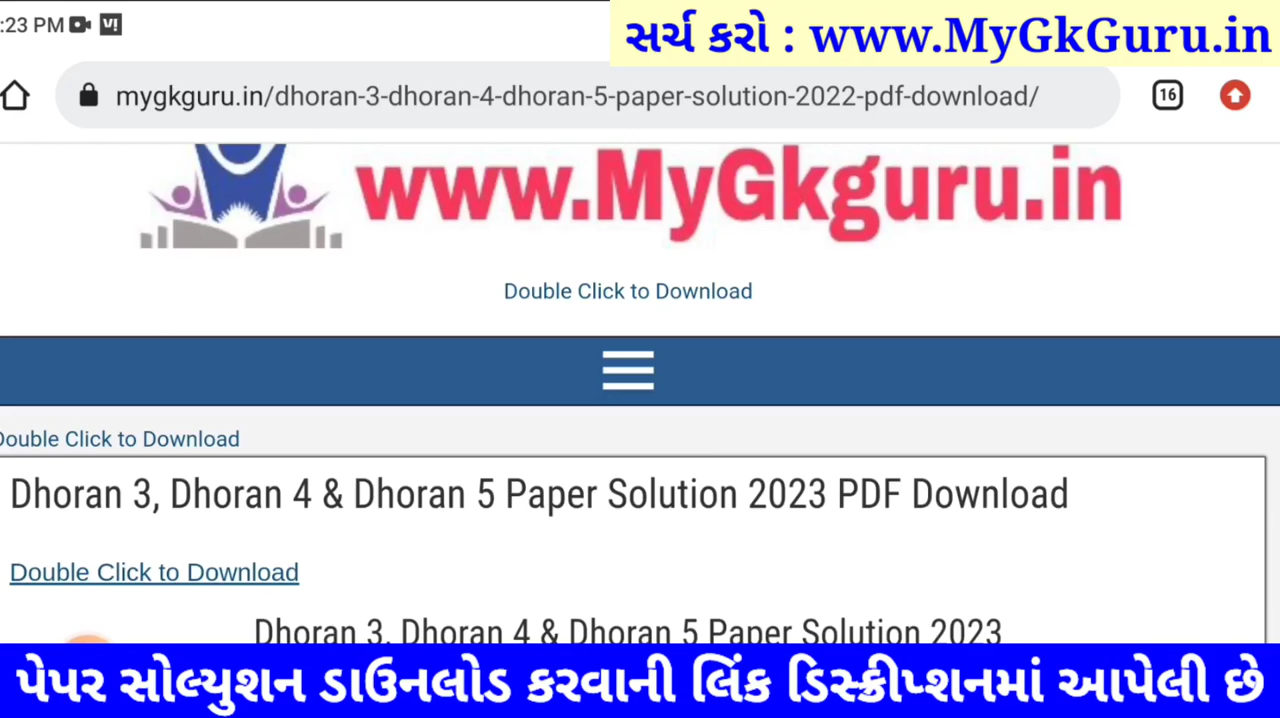 :23 PM
સર્ચ કરો : www.MyGkGuru.in
mygkguru.in/dhoran-3-dhoran-4-dhoran-5-paper-solution-2022-pdf-download/
16
www.MyGkguru.in
Double Click to Download
Double Click to Download
Dhoran 3, Dhoran 4 & Dhoran 5 Paper Solution 2023 PDF Download
Double Click to Download
Dhoran 3, Dhoran 4 & Dhoran 5 Paper Solution 2023
પેપર સોલ્યુશન ડાઉનલોડ કરવાની લિંક ડિસ્ક્રીપ્શનમાં આપેલી છે